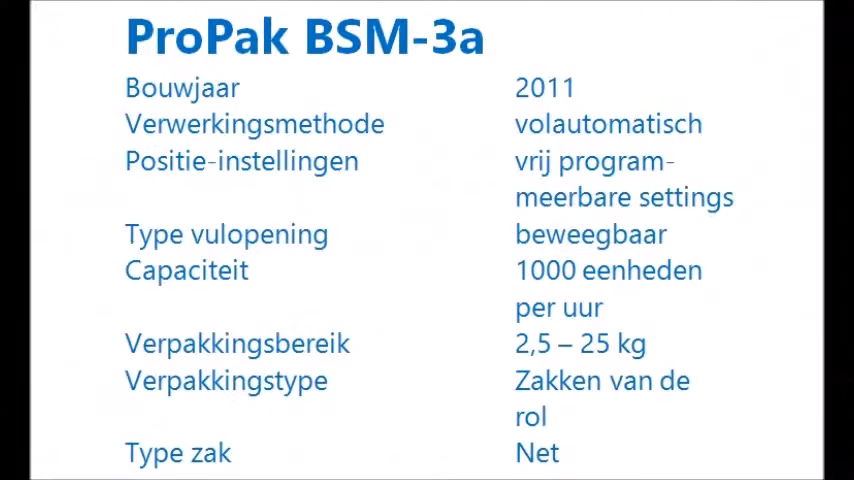 ProPak BSM-3a
Bouwjaar 2011
Verwerkingsmethode volautomatisch
Positie-instellingen vrij program-
meerbare settings
Type vulopening beweegbaar
Capaciteit 1000 eenheden
per uur
Verpakkingsbereik 2,5 – 25 kg
Verpakkingstype Zakken van de
rol
Type zak Net